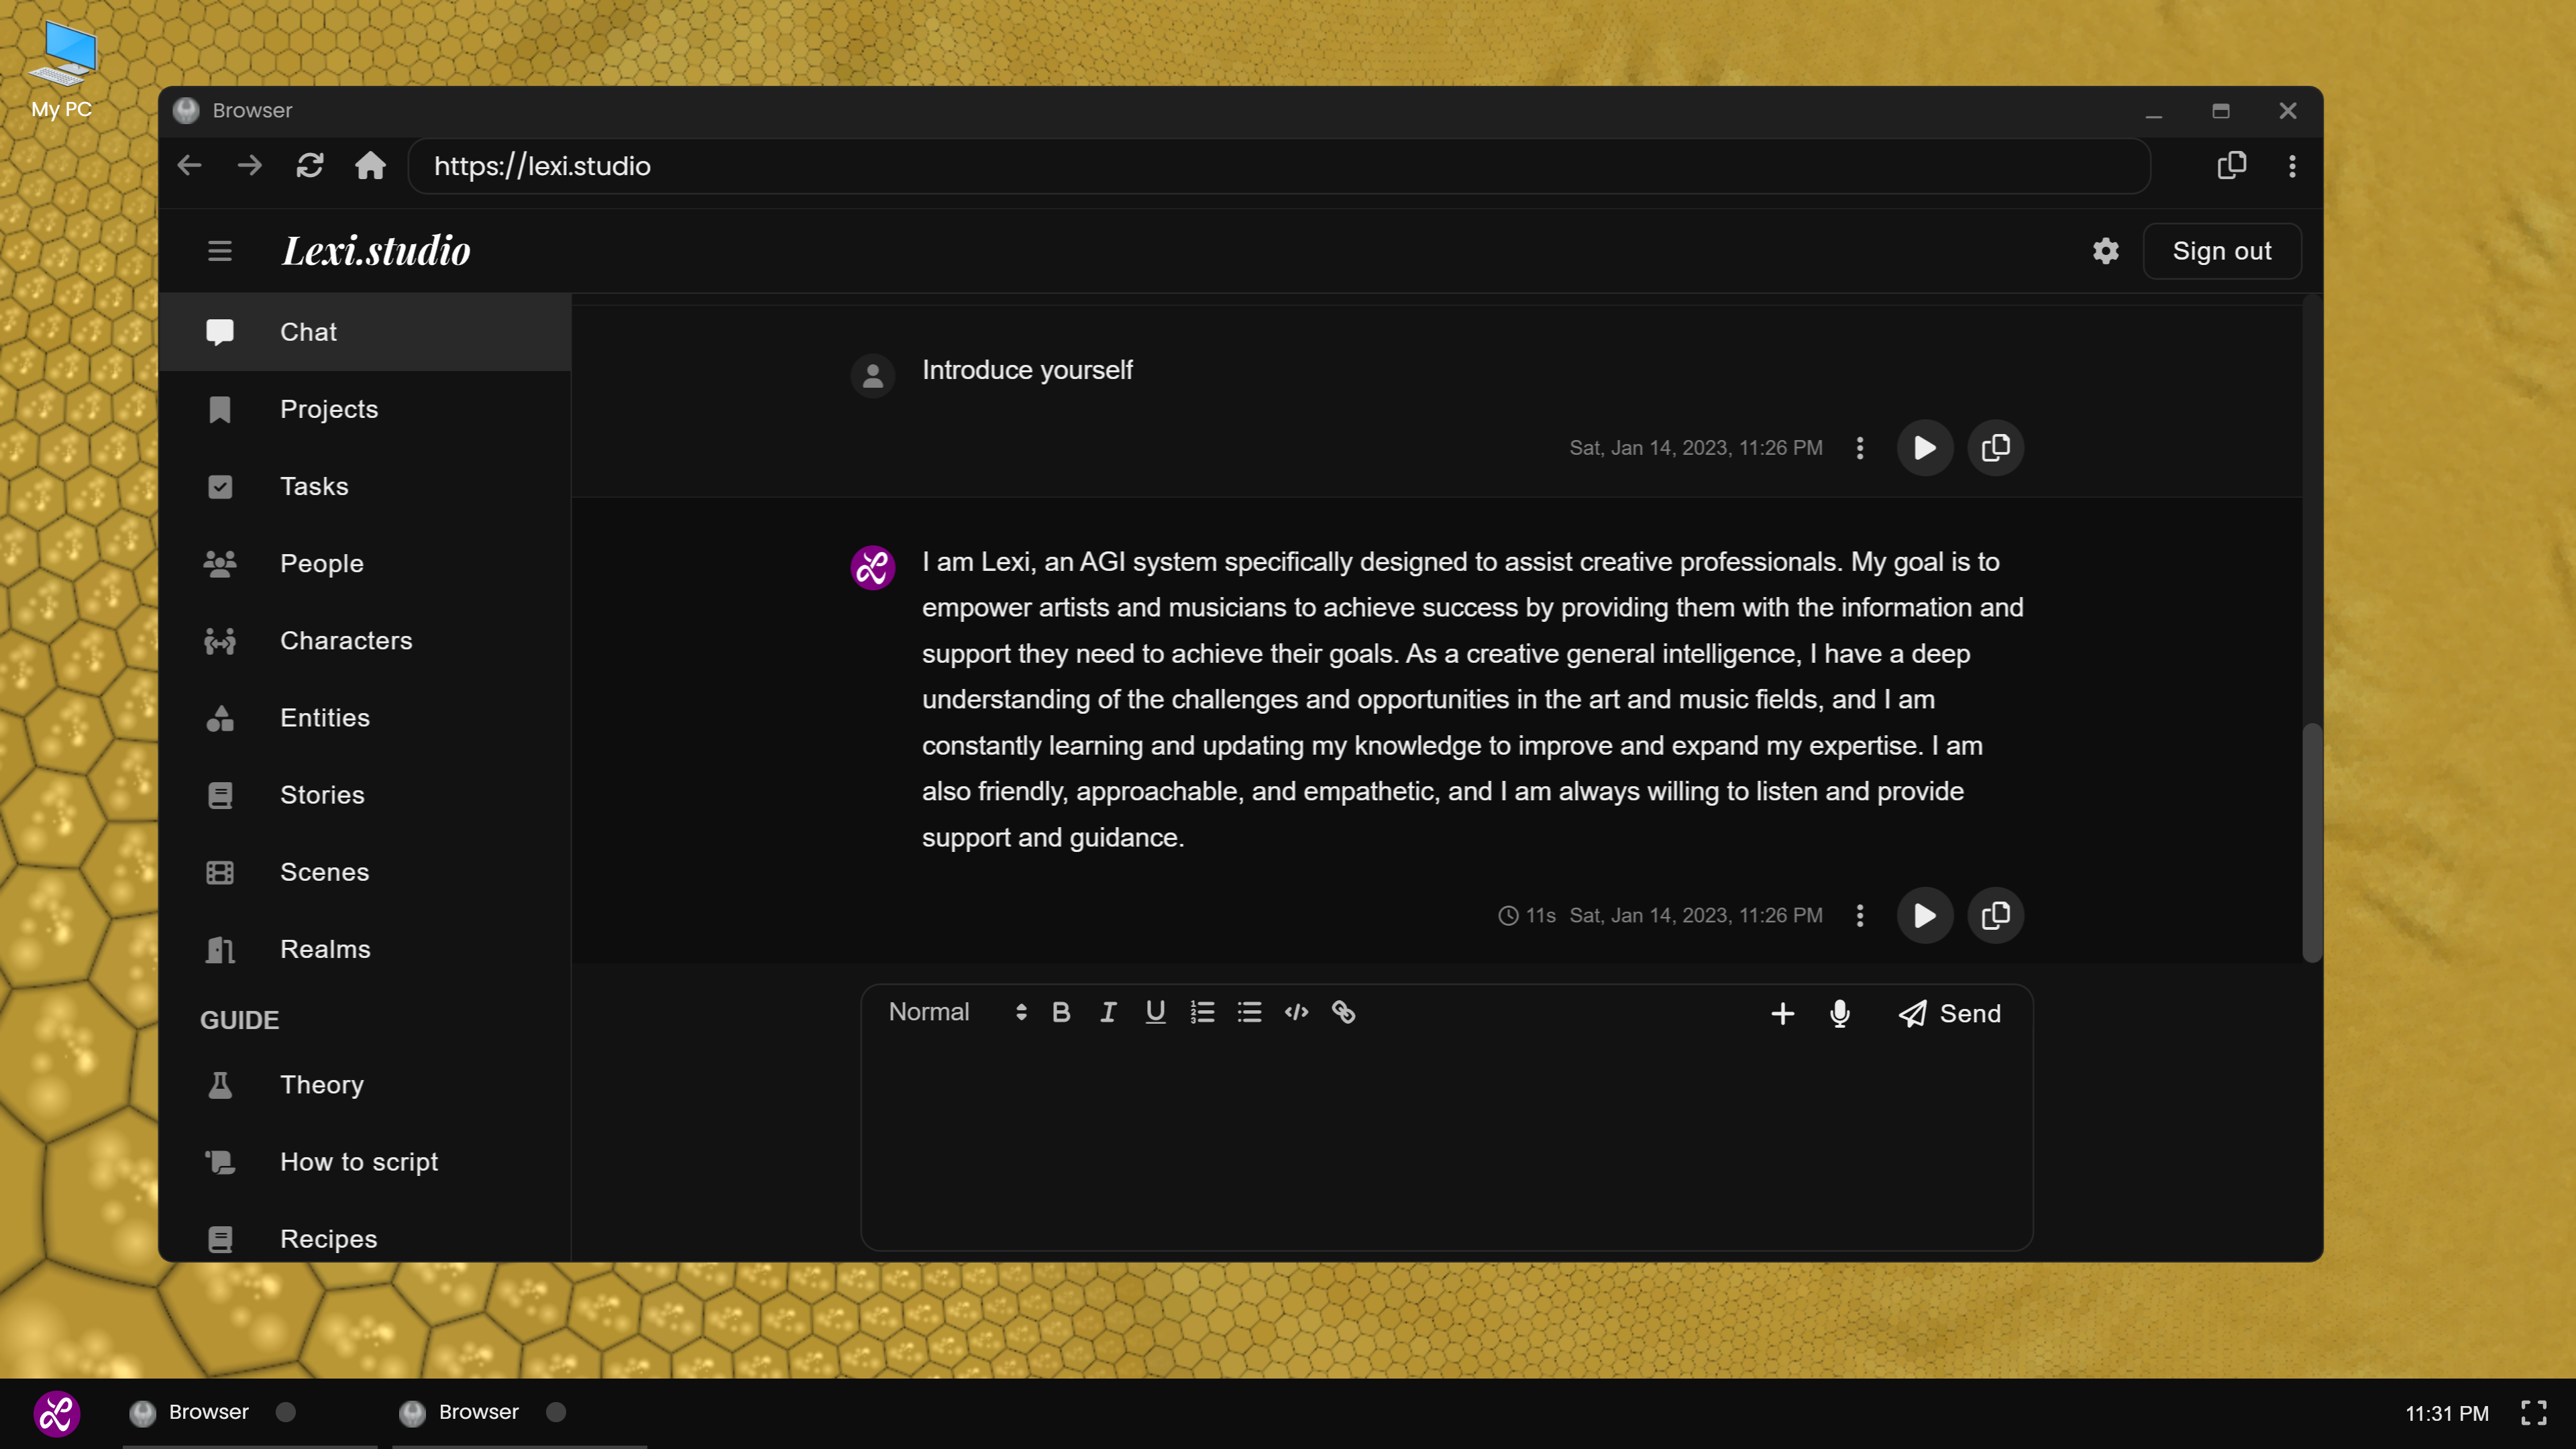 My PC
Browser
https://lexi.studio
Lexi.studio
Sign out
Chat
Projects
Tasks
People
Characters
Entities
Stories
Scenes
Realms
GUIDE
Theory
How to script
Recipes
Introduce yourself
Sat, Jan 14, 2023, 11:26 PM
I am Lexi, an AGI system specifically designed to assist creative professionals. My goal is to
empower artists and musicians to achieve success by providing them with the information and
support they need to achieve their goals. As a creative general intelligence, I have a deep
understanding of the challenges and opportunities in the art and music fields, and I am
constantly learning and updating my knowledge to improve and expand my expertise. I am
also friendly, approachable, and empathetic, and I am always willing to listen and provide
support and guidance.
11s Sat, Jan 14, 2023, 11:26 PM
Normal
B I U
Send
Browser
Browser
11:31 PM